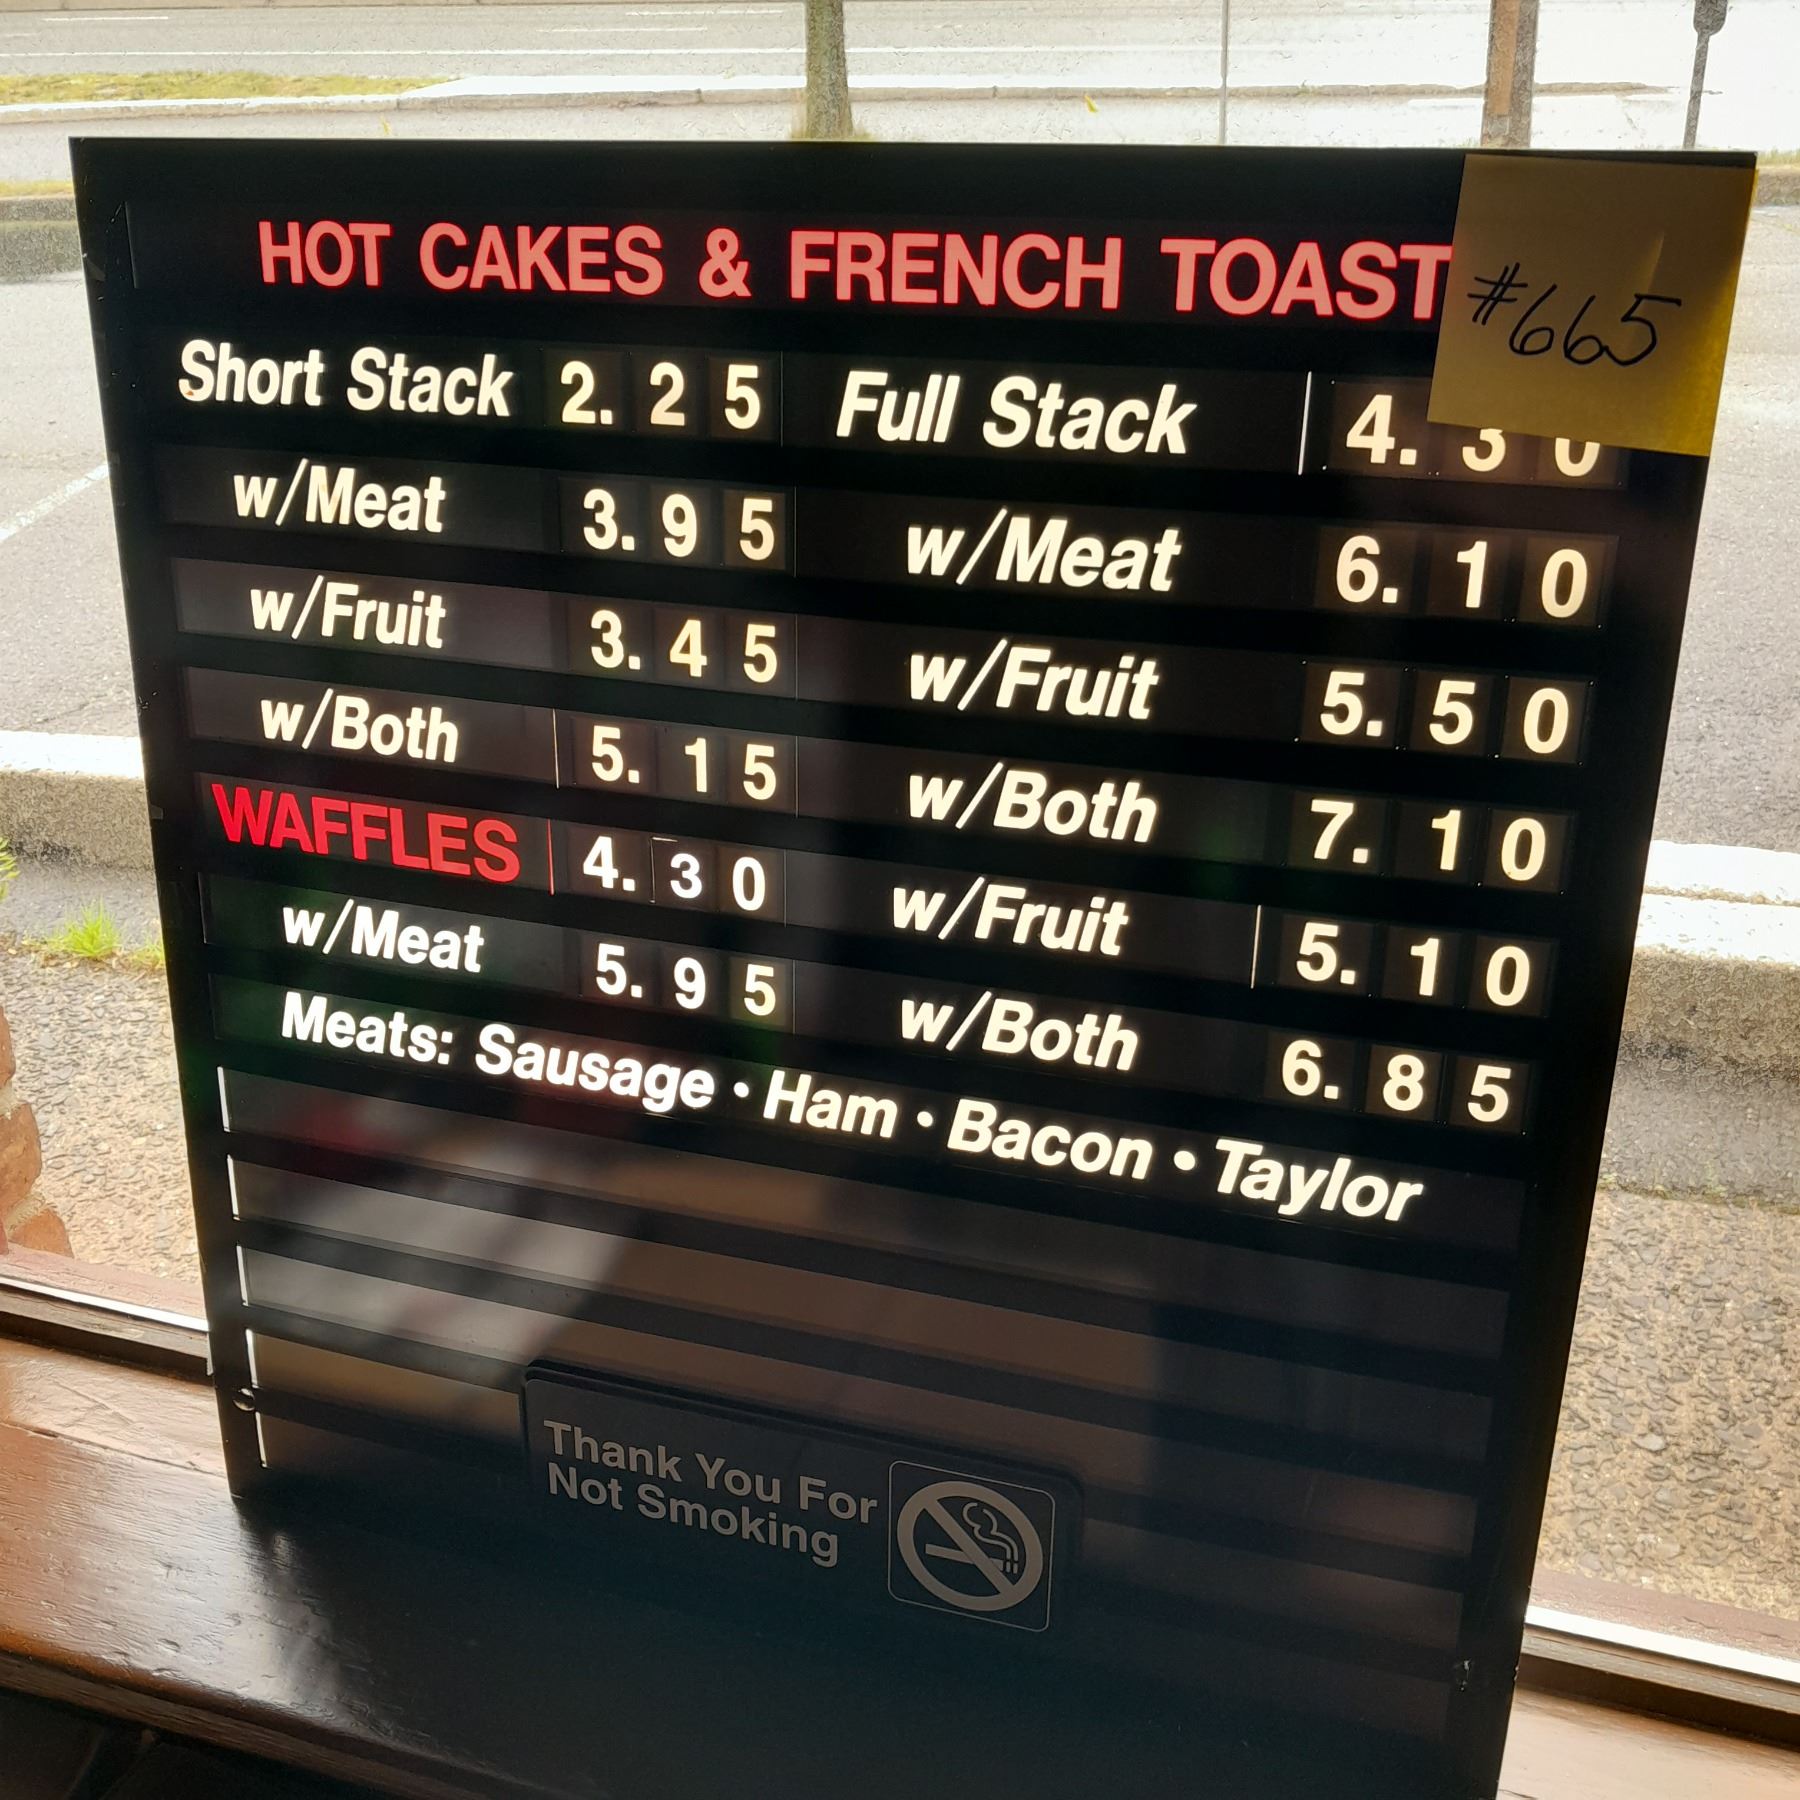 HOT CAKES & FRENCH TOAST
#665
Short Stack 2.25 Full Stack 4.30
w/Meat 3.95 w/Meat 6.10
w/Fruit 3.45 w/Fruit 5.50
w/Both 5.15 w/Both 7.10
WAFFLES 4.30 w/Fruit 5.10
w/Meat 5.95 w/Both 6.85
Meats: Sausage • Ham • Bacon • Taylor
Thank You For
Not Smoking